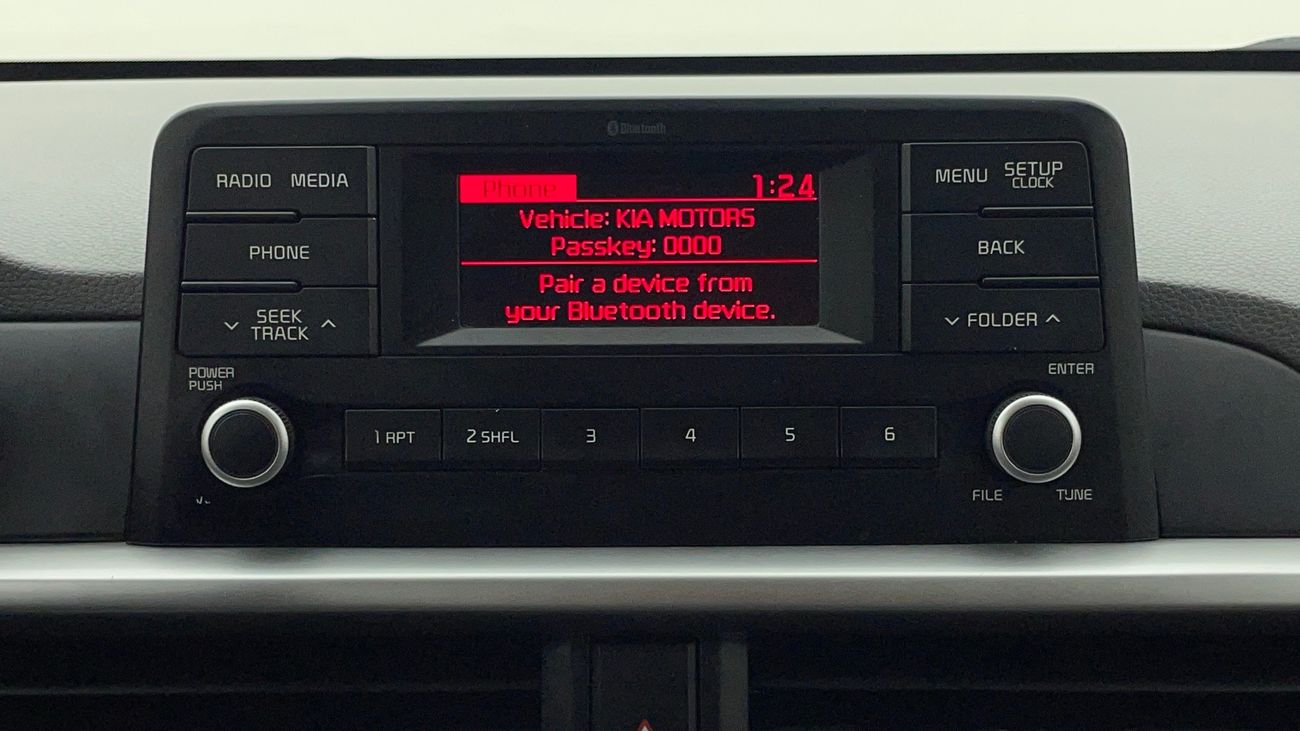 Bluetooth
RADIO MEDIA
PHONE
SEEK
TRACK
Phone 1:24
Vehicle: KIA MOTORS
Passkey: 0000
Pair a device from
your Bluetooth device.
MENU SETUP
CLOCK
BACK
FOLDER
POWER
PUSH
1 RPT
2 SHFL
3
4
5
6
ENTER
FILE TUNE